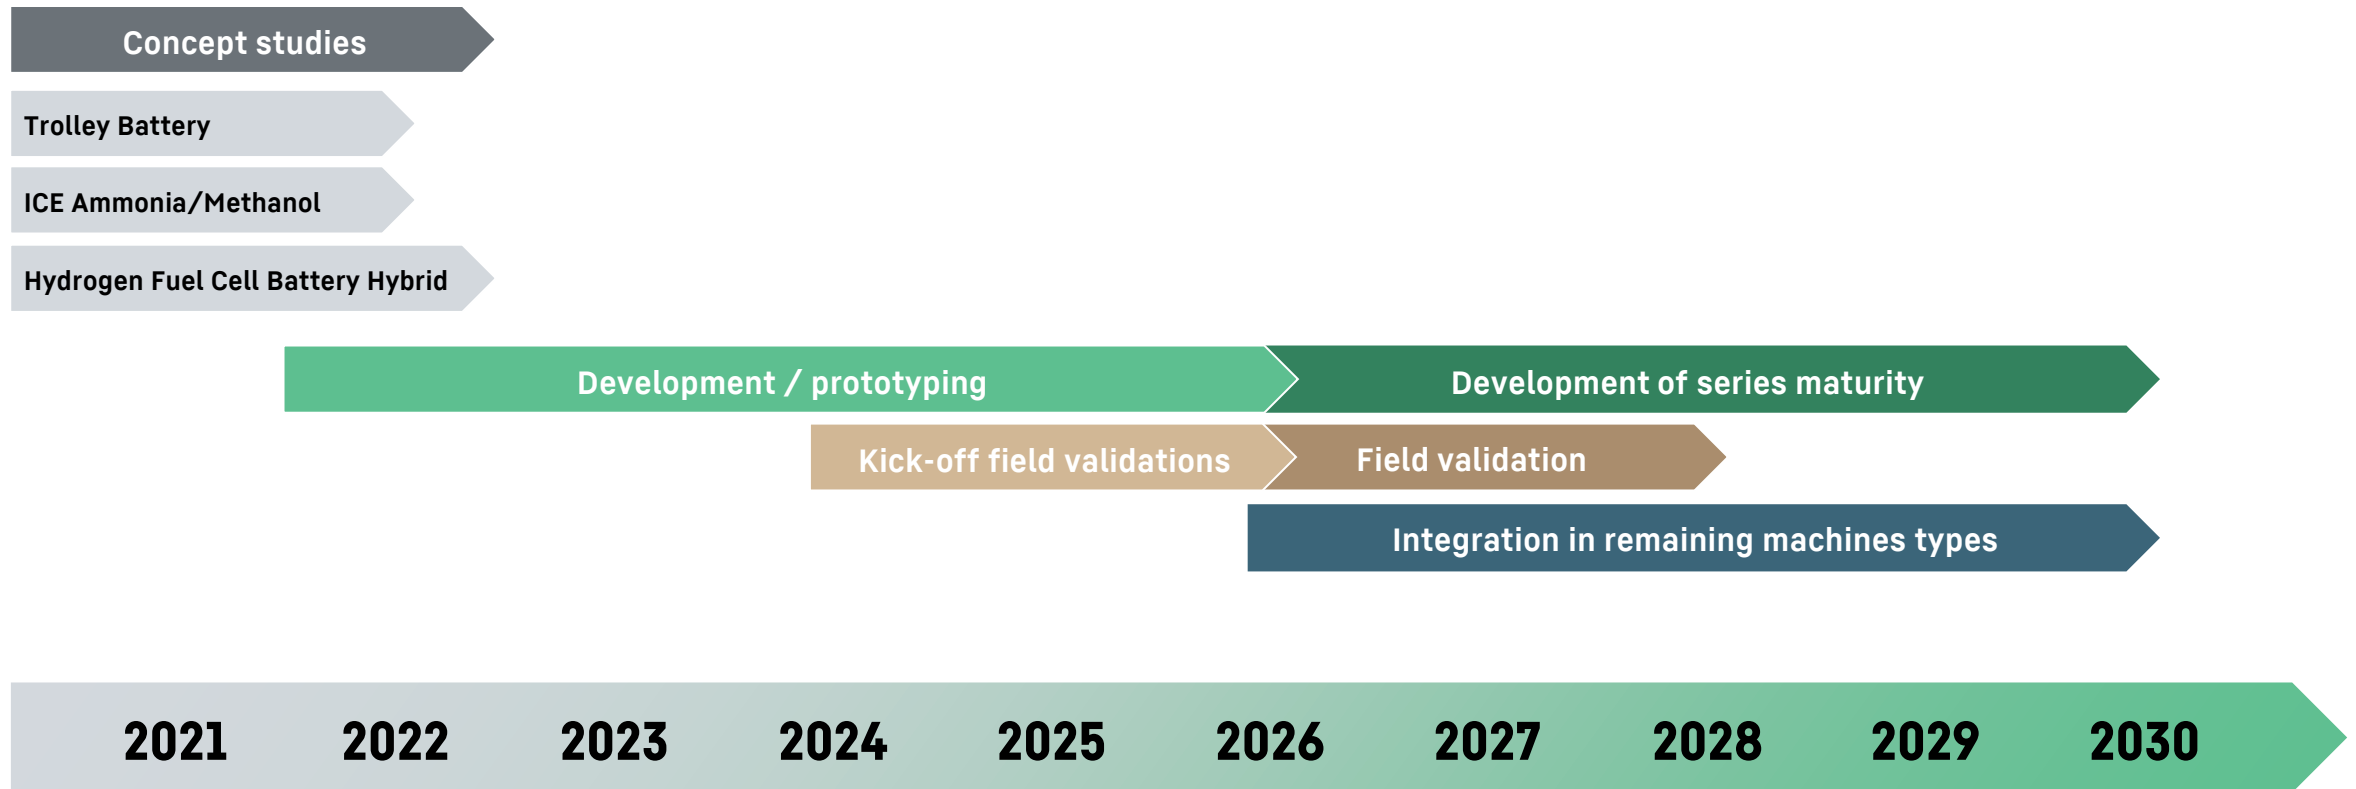 Concept studies
Trolley Battery
ICE Ammonia/Methanol
Hydrogen Fuel Cell Battery Hybrid
Development / prototyping
Development of series maturity
Kick-off field validations
Field validation
Integration in remaining machines types
2021 2022 2023 2024 2025 2026 2027 2028 2029 2030